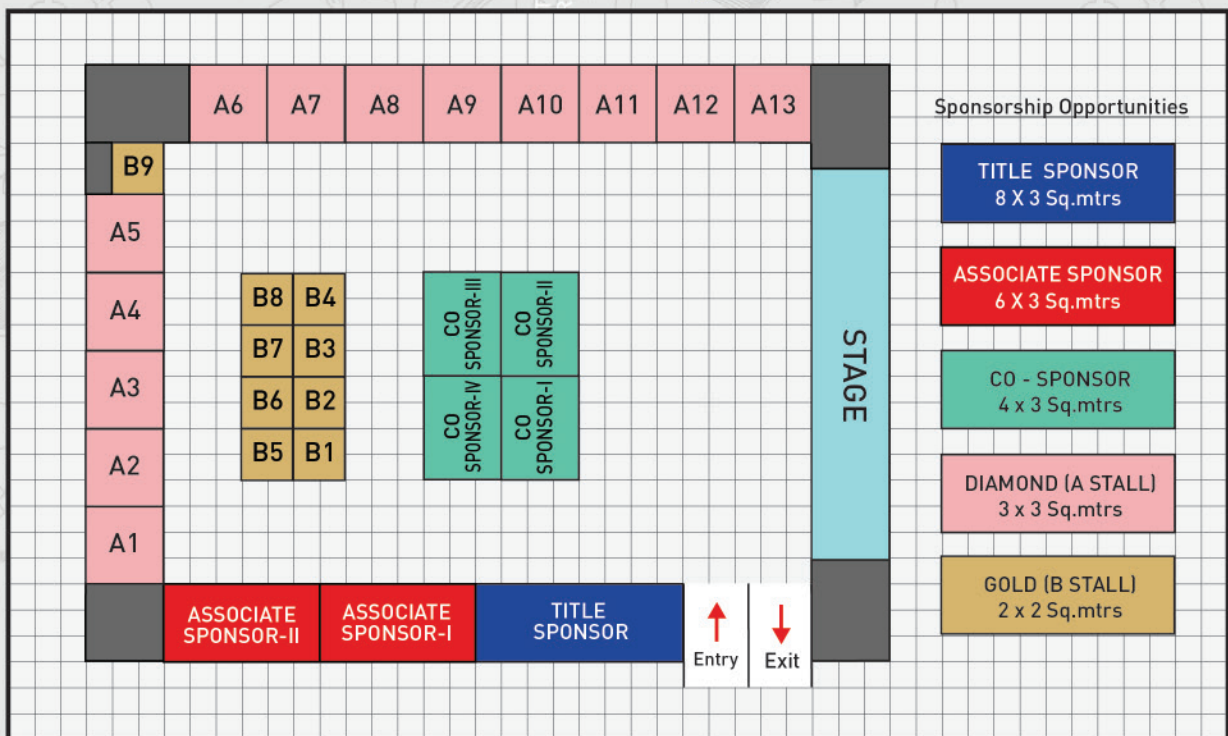 A6 A7 A8 A9 A10 A11 A12 A13
B9
A5
A4
A3
A2
A1
B8 B4
B7 B3
B6 B2
B5 B1
CO
SPONSOR-III
CO
SPONSOR-II
CO
SPONSOR-IV
CO
SPONSOR-I
STAGE
ASSOCIATE
SPONSOR-II
ASSOCIATE
SPONSOR-I
TITLE
SPONSOR
Entry
Exit
Sponsorship Opportunities
TITLE SPONSOR
8 X 3 Sq.mtrs
ASSOCIATE SPONSOR
6 X 3 Sq.mtrs
CO - SPONSOR
4 x 3 Sq.mtrs
DIAMOND (A STALL)
3 x 3 Sq.mtrs
GOLD (B STALL)
2 x 2 Sq.mtrs